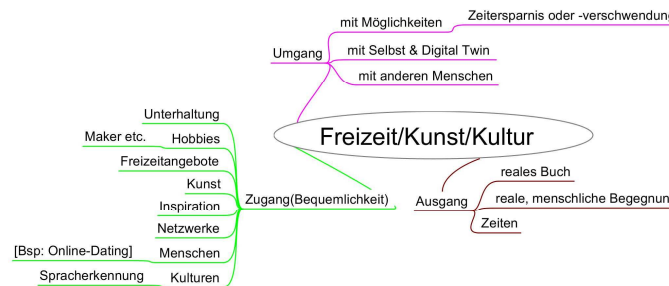 mit Möglichkeiten
Zeitersparnis oder -verschwendung
Umgang
mit Selbst & Digital Twin
mit anderen Menschen
Freizeit/Kunst/Kultur
Unterhaltung
Maker etc.
Hobbies
Freizeitangebote
Kunst
Inspiration
Netzwerke
[Bsp: Online-Dating]
Menschen
Spracherkennung
Kulturen
Zugang(Bequemlichkeit)
Ausgang
reales Buch
reale, menschliche Begegnun
Zeiten